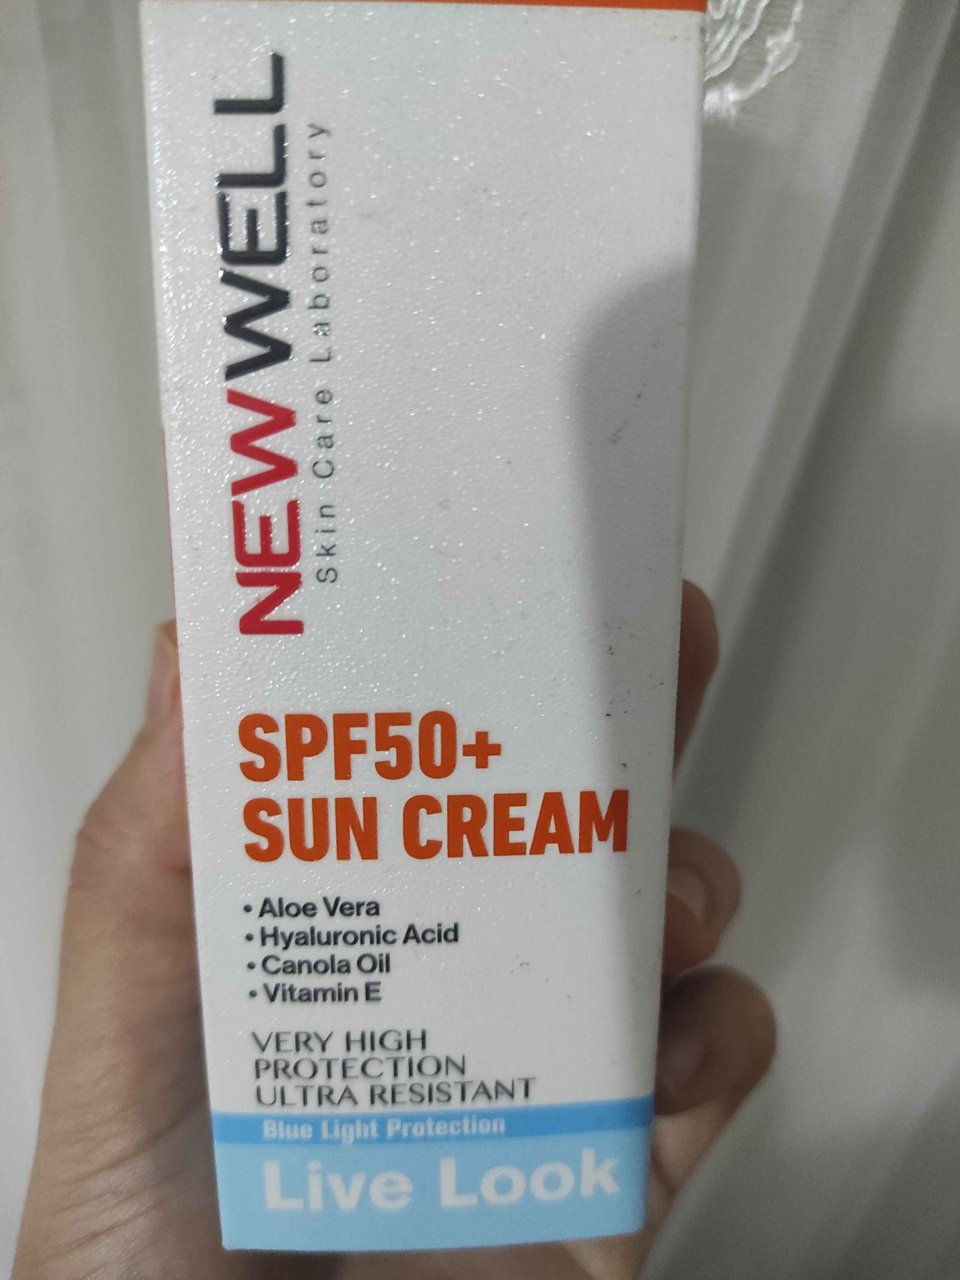 NEWWELL
Skin Care Laboratory
SPF50+
SUN CREAM
• Aloe Vera
• Hyaluronic Acid
• Canola Oil
• Vitamin E
VERY HIGH
PROTECTION
ULTRA RESISTANT
Blue Light Protection
Live Look